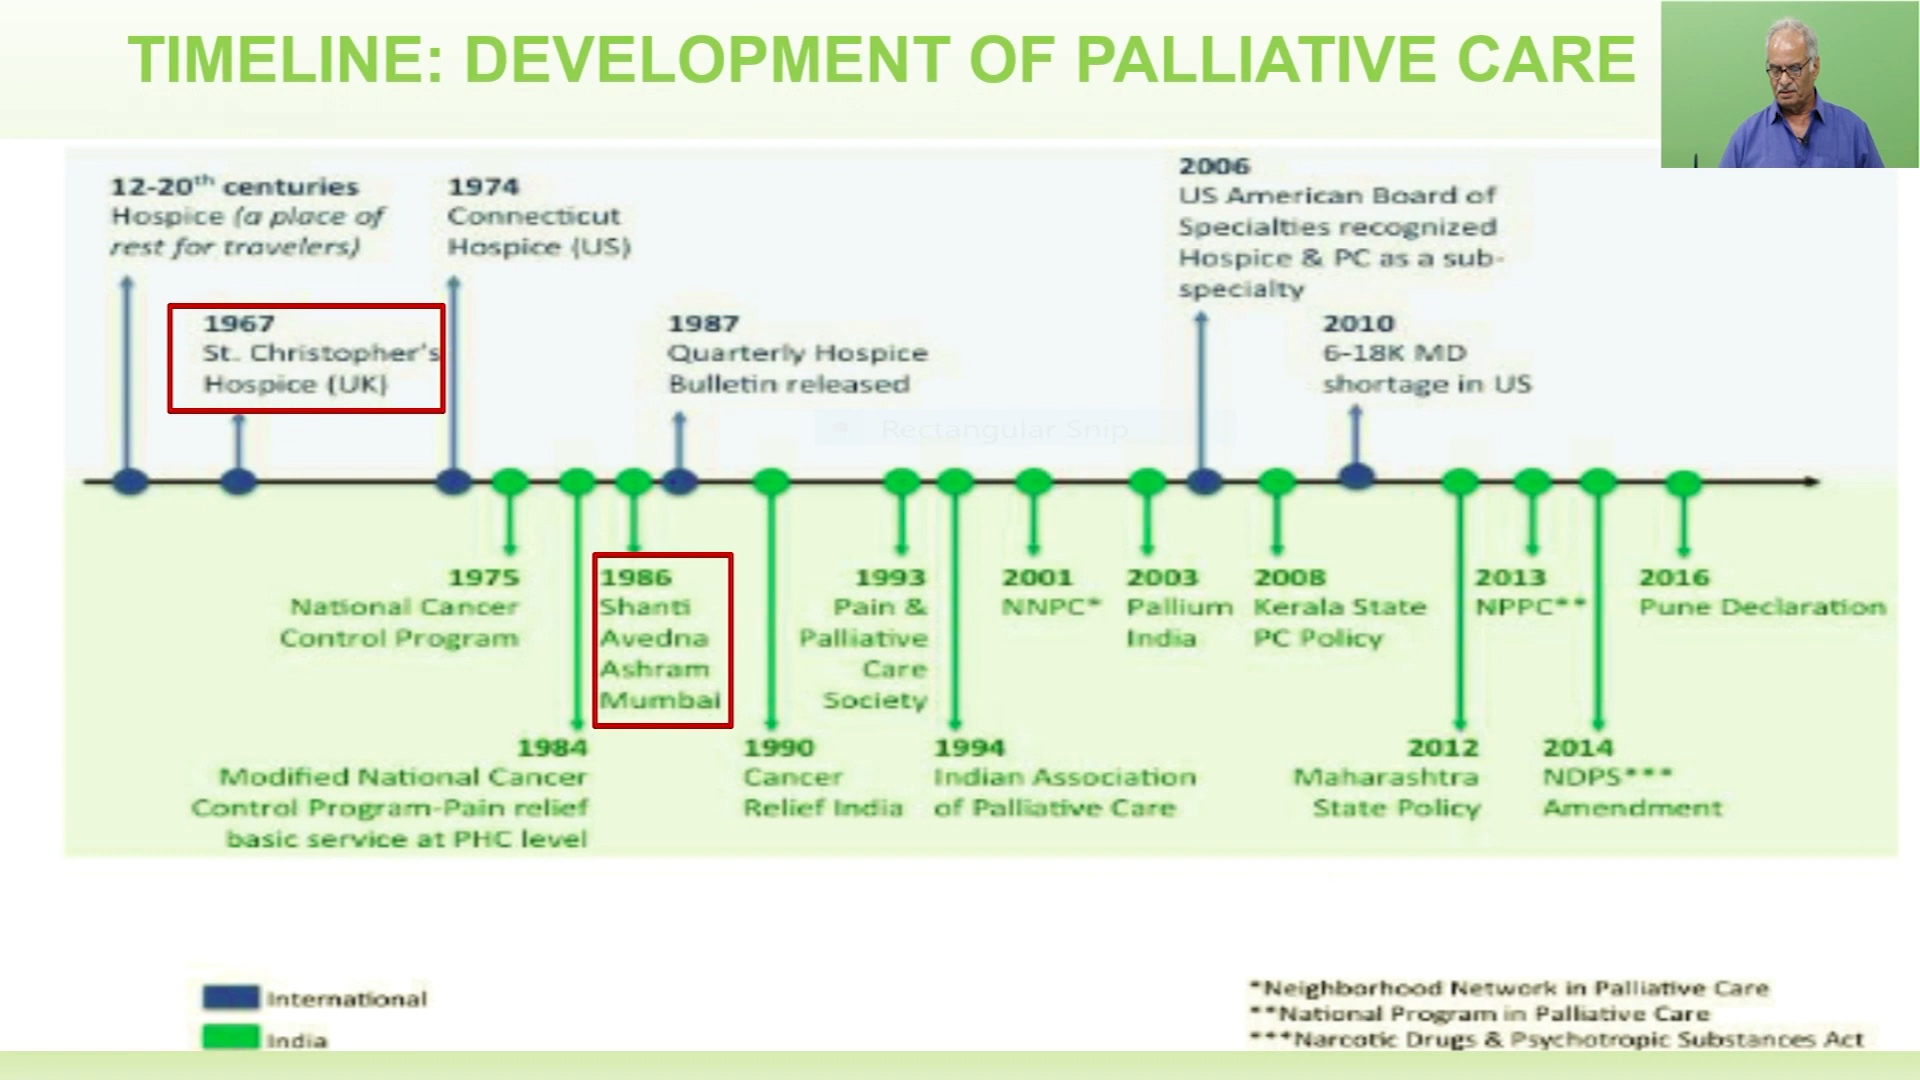 TIMELINE: DEVELOPMENT OF PALLIATIVE CARE
12-20th centuries
Hospice (a place of
rest for travelers)
1967
St. Christopher's
Hospice (UK)
1974
Connecticut
Hospice (US)
1987
Quarterly Hospice
Bulletin released
2006
US American Board of
Specialties recognized
Hospice & PC as a sub-
specialty
2010
6-18K MD
shortage in US
Rectangular Snip
1975
National Cancer
Control Program
1984
Modified National Cancer
Control Program-Pain relief
basic service at PHC level
1986
Shanti
Avedna
Ashram
Mumbai
1990
Cancer
Relief India
1993
Pain &
Palliative
Care
Society
1994
Indian Association
of Palliative Care
2001
NNPC*
2003
Pallium
India
2008
Kerala State
PC Policy
2012
Maharashtra
State Policy
2013
NPPC**
2014
NDPS***
Amendment
2016
Pune Declaration
International
India
*Neighborhood Network in Palliative Care
**National Program in Palliative Care
***Narcotic Drugs & Psychotropic Substances Act